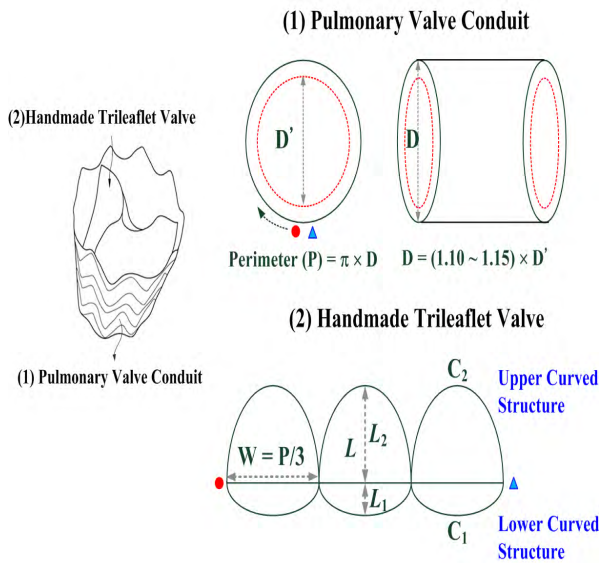 (1) Pulmonary Valve Conduit
(2)Handmade Trileaflet Valve
D’
D
Perimeter (P) = π × D
D = (1.10 ~ 1.15) × D’
(1) Pulmonary Valve Conduit
(2) Handmade Trileaflet Valve
C2
Upper Curved
Structure
W = P/3
L
L2
L1
C1
Lower Curved
Structure